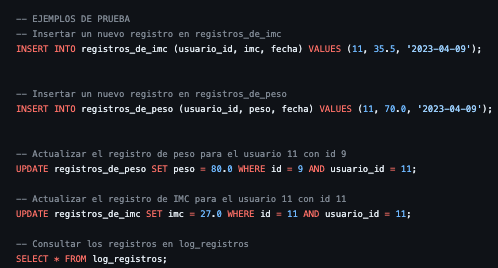 -- EJEMPLOS DE PRUEBA
-- Insertar un nuevo registro en registros_de_imc
INSERT INTO registros_de_imc (usuario_id, imc, fecha) VALUES (11, 35.5, '2023-04-09');
-- Insertar un nuevo registro en registros_de_peso
INSERT INTO registros_de_peso (usuario_id, peso, fecha) VALUES (11, 70.0, '2023-04-09');
-- Actualizar el registro de peso para el usuario 11 con id 9
UPDATE registros_de_peso SET peso = 80.0 WHERE id = 9 AND usuario_id = 11;
-- Actualizar el registro de IMC para el usuario 11 con id 11
UPDATE registros_de_imc SET imc = 27.0 WHERE id = 11 AND usuario_id = 11;
-- Consultar los registros en log_registros
SELECT * FROM log_registros;